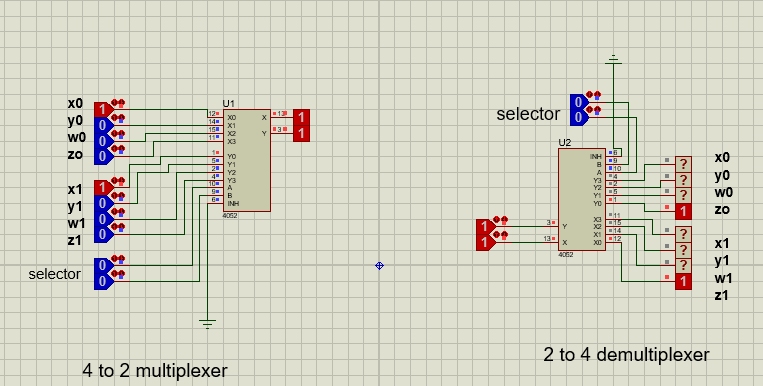 x0
y0
w0
zo
x1
y1
w1
z1
selector
1
0
0
0
1
0
0
0
0
0
U1
12 X0
14 X1
15 X2
11 X3
1 Y0
5 Y1
2 Y2
4 Y3
10 A
9 B
6 INH
X 13
Y 3
4052
1
1
4 to 2 multiplexer
selector
0
0
U2
INH 6
B 9
A 10
Y3 4
Y2 2
Y1 5
Y0 1
X3 11
X2 15
X1 14
X0 12
3 Y
13 X
4052
1
1
?
?
?
1
?
?
?
1
x0
y0
w0
zo
x1
y1
w1
z1
2 to 4 demultiplexer